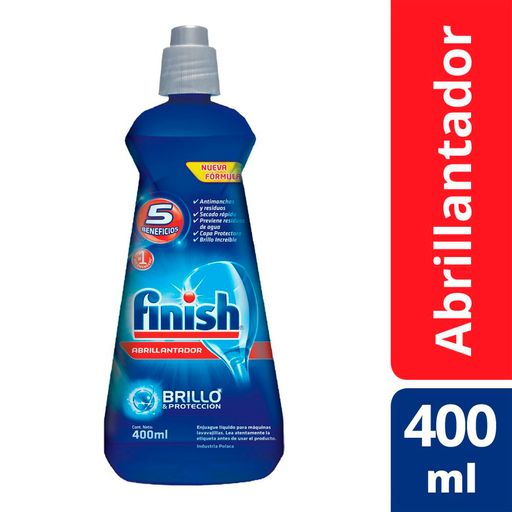 NUEVA
FÓRMULA
5
BENEFICIOS
✓ Antimanchas
y residuos
✓ Secado rápido
✓ Previene residuos
de agua
✓ Capa Protectora
✓ Brillo Increíble
#1
finish
ABRILLANTADOR
BRILLO
& PROTECCIÓN
Cont. Neto:
400ml
Enjuague líquido para máquinas
lavavajillas. Lea atentamente la
etiqueta antes de usar el producto.
Industria Polaca
Abrillantador
400
ml